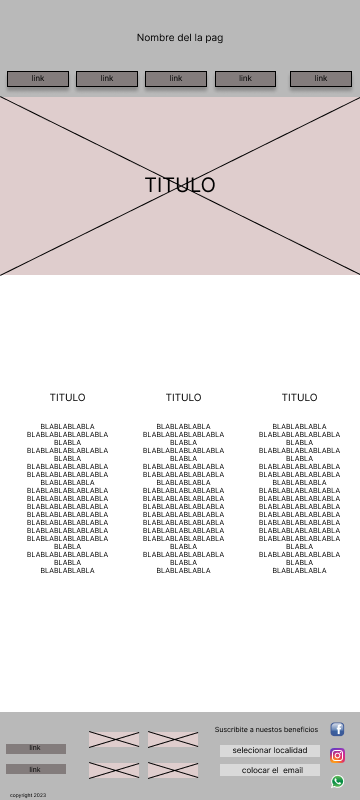 Nombre del la pag
link link link link link
TITULO
TITULO TITULO TITULO
BLABLABLABLA BLABLABLABLA BLABLABLABLA
BLABLABLABLABLABLA BLABLABLABLABLABLA BLABLABLABLABLABLA
BLABLA BLABLA BLABLA
BLABLABLABLABLABLA BLABLABLABLABLABLA BLABLABLABLABLABLA
BLABLA BLABLA BLABLA
BLABLABLABLABLABLA BLABLABLABLABLABLA BLABLABLABLABLABLA
BLABLABLABLABLABLA BLABLABLABLABLABLA BLABLABLABLABLABLA
BLABLABLABLA BLABLABLABLA BLABLABLABLA
BLABLABLABLABLABLA BLABLABLABLABLABLA BLABLABLABLABLABLA
BLABLABLABLABLABLA BLABLABLABLABLABLA BLABLABLABLABLABLA
BLABLABLABLABLABLA BLABLABLABLABLABLA BLABLABLABLABLABLA
BLABLABLABLABLABLA BLABLABLABLABLABLA BLABLABLABLABLABLA
BLABLABLABLABLABLA BLABLABLABLABLABLA BLABLABLABLABLABLA
BLABLABLABLABLABLA BLABLABLABLABLABLA BLABLABLABLABLABLA
BLABLABLABLABLABLA BLABLABLABLABLABLA BLABLABLABLABLABLA
BLABLA BLABLA BLABLA
BLABLABLABLABLABLA BLABLABLABLABLABLA BLABLABLABLABLABLA
BLABLA BLABLA BLABLA
BLABLABLABLA BLABLABLABLA BLABLABLABLA
link
link
copyright 2023
Suscribite a nuestos beneficios
selecionar localidad
colocar el email